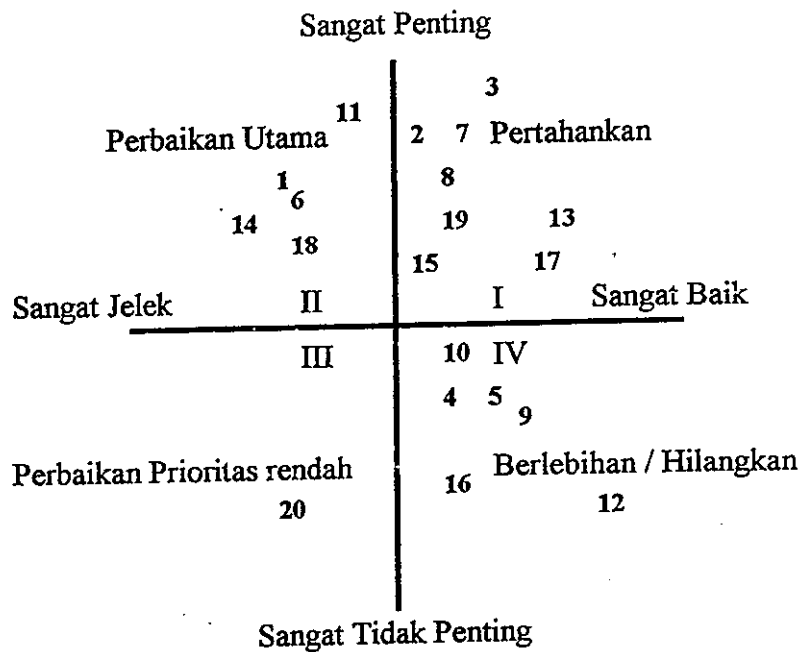 Sangat Penting
3
11
Perbaikan Utama 2 7 Pertahankan
1 8
6
14 19 13
18
15 17
Sangat Jelek II I Sangat Baik
III 10 IV
4 5
9
Perbaikan Prioritas rendah 16 Berlebihan / Hilangkan
20 12
Sangat Tidak Penting